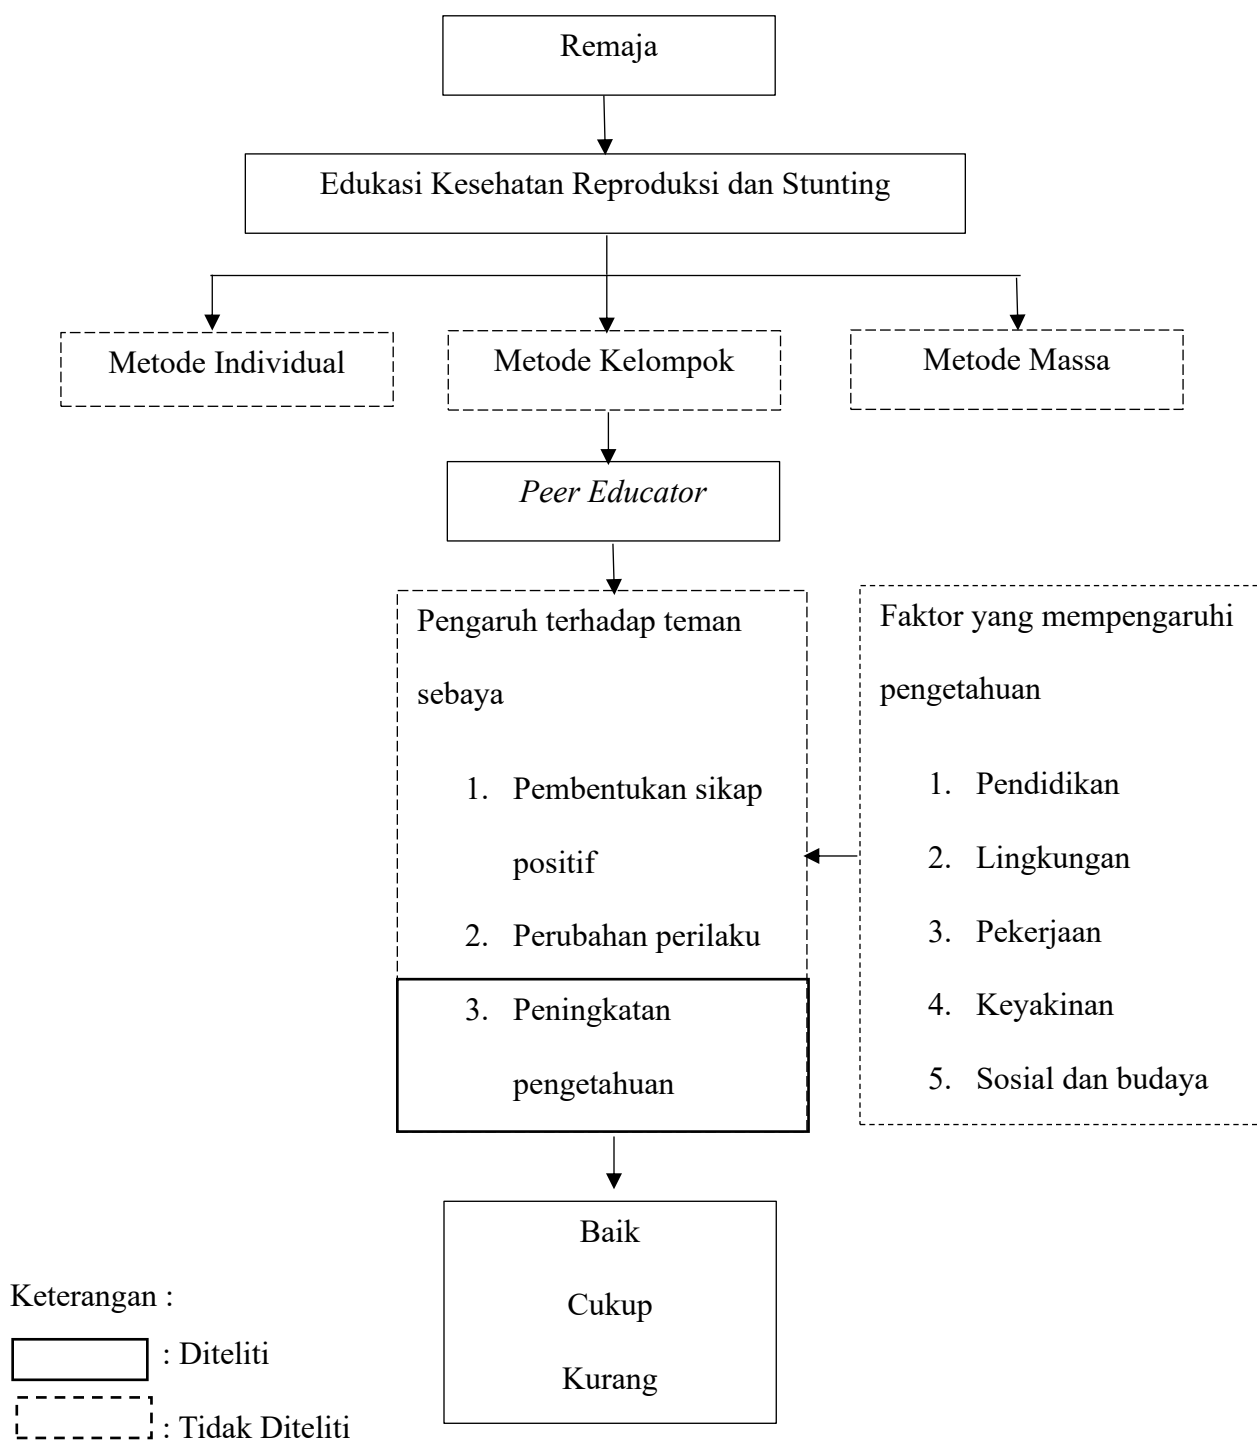 Remaja
Edukasi Kesehatan Reproduksi dan Stunting
Metode Individual
Metode Kelompok
Metode Massa
Peer Educator
Pengaruh terhadap teman
sebaya
1. Pembentukan sikap
positif
2. Perubahan perilaku
3. Peningkatan
pengetahuan
Faktor yang mempengaruhi
pengetahuan
1. Pendidikan
2. Lingkungan
3. Pekerjaan
4. Keyakinan
5. Sosial dan budaya
Baik
Cukup
Kurang
Keterangan :
: Diteliti
: Tidak Diteliti